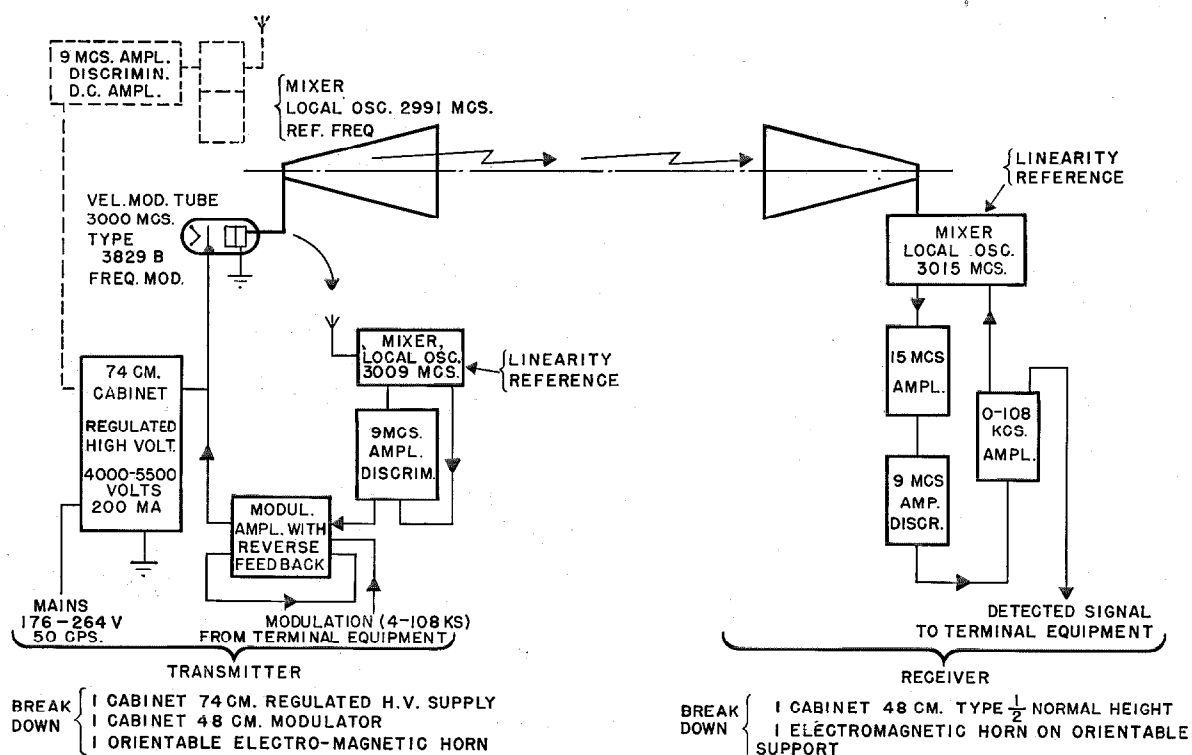 9 MCS. AMPL.
DISCRIMIN.
D.C. AMPL.
MIXER
LOCAL OSC. 2991 MCS.
REF. FREQ
VEL. MOD. TUBE
3000 MCS.
TYPE
3829 B
FREQ. MOD.
LINEARITY
REFERENCE
MIXER
LOCAL OSC.
3015 MCS.
MIXER,
LOCAL OSC.
3009 MCS.
LINEARITY
REFERENCE
74 CM.
CABINET
REGULATED
HIGH VOLT.
4000-5500
VOLTS
200 MA
9MCS.
AMPL.
DISCRIM.
MODUL.
AMPL. WITH
REVERSE
FEEDBACK
15 MCS
AMPL.
0-108
KCS.
AMPL.
9 MCS
AMP.
DISCR.
MAINS
176-264 V
50 CPS.
MODULATION (4-108 KS)
FROM TERMINAL EQUIPMENT
DETECTED SIGNAL
TO TERMINAL EQUIPMENT
TRANSMITTER
RECEIVER
BREAK
DOWN
1 CABINET 74 CM. REGULATED H.V. SUPPLY
1 CABINET 48 CM. MODULATOR
1 ORIENTABLE ELECTRO-MAGNETIC HORN
BREAK
DOWN
1 CABINET 48 CM. TYPE 1/2 NORMAL HEIGHT
1 ELECTROMAGNETIC HORN ON ORIENTABLE
SUPPORT